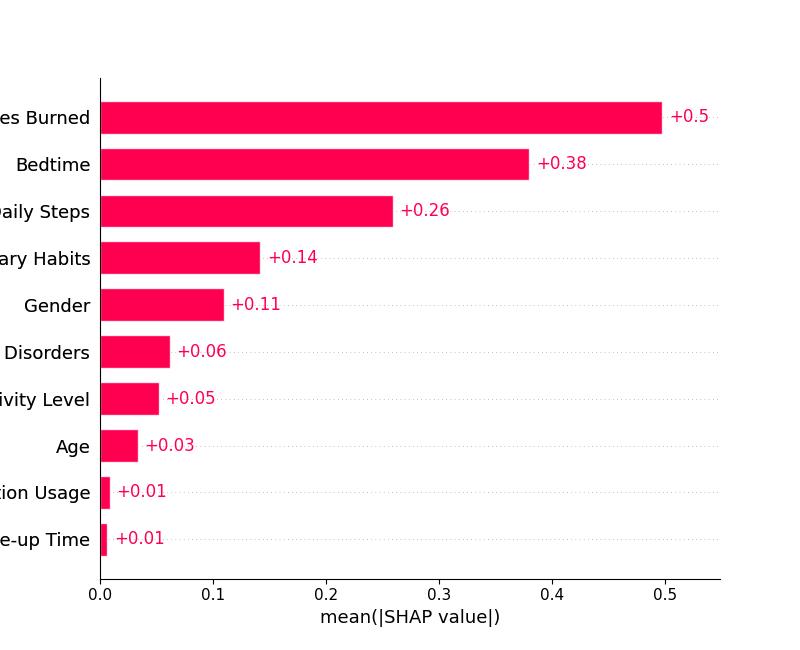 es Burned +0.5
Bedtime +0.38
Daily Steps +0.26
ary Habits +0.14
Gender +0.11
Disorders +0.06
ivity Level +0.05
Age +0.03
tion Usage +0.01
e-up Time +0.01
0.0 0.1 0.2 0.3 0.4 0.5
mean(|SHAP value|)